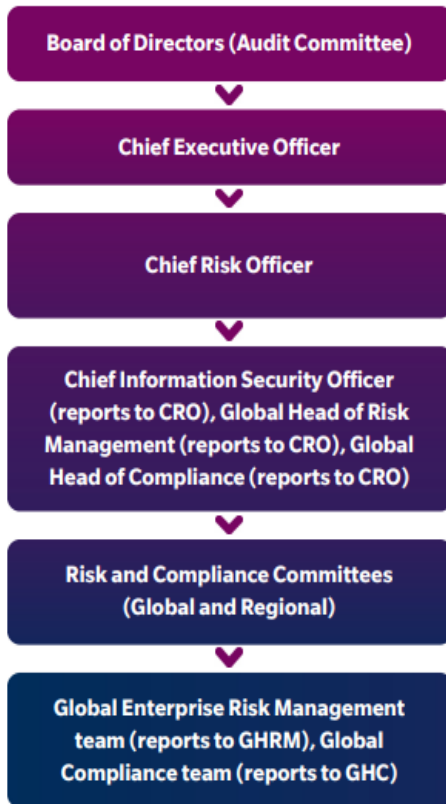 Board of Directors (Audit Committee)
Chief Executive Officer
Chief Risk Officer
Chief Information Security Officer
(reports to CRO), Global Head of Risk
Management (reports to CRO), Global
Head of Compliance (reports to CRO)
Risk and Compliance Committees
(Global and Regional)
Global Enterprise Risk Management
team (reports to GHRM), Global
Compliance team (reports to GHC)